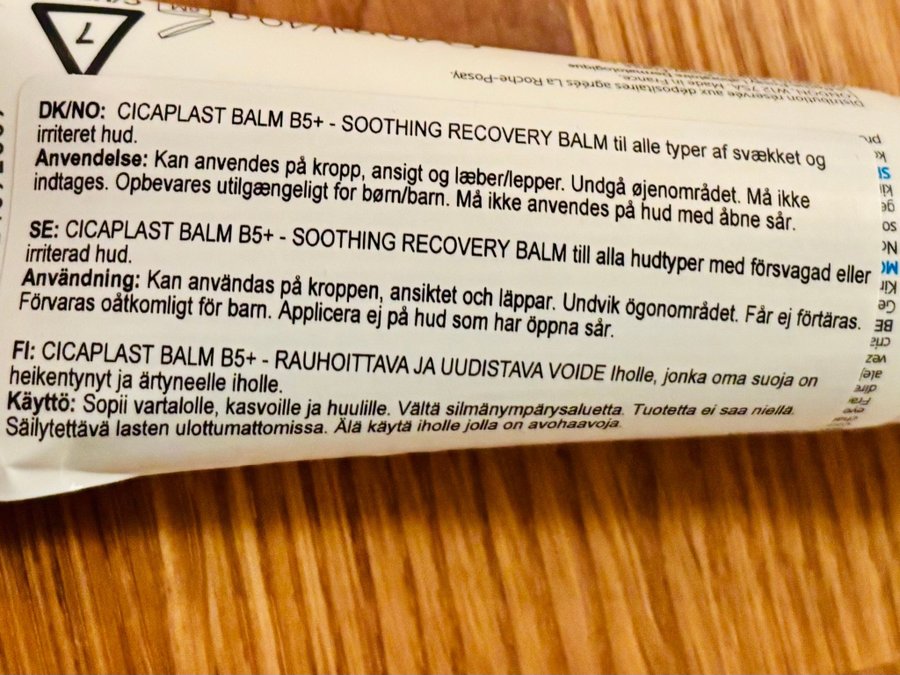 7
Distribution réservée aux dépositaires agréés La Roche-Posay.
Made in France.
DK/NO: CICAPLAST BALM B5+ - SOOTHING RECOVERY BALM til alle typer af svækket og
irriteret hud.
Anvendelse: Kan anvendes på kropp, ansigt og læber/lepper. Undgå øjenområdet. Må ikke
indtages. Opbevares utilgængeligt for børn/barn. Må ikke anvendes på hud med åbne sår.
SE: CICAPLAST BALM B5+ - SOOTHING RECOVERY BALM till alla hudtyper med försvagad eller
irriterad hud.
Användning: Kan användas på kroppen, ansiktet och läppar. Undvik ögonområdet. Får ej förtäras.
Förvaras oåtkomligt för barn. Applicera ej på hud som har öppna sår.
FI: CICAPLAST BALM B5+ - RAUHOITTAVA JA UUDISTAVA VOIDE Iholle, jonka oma suoja on
heikentynyt ja ärtyneelle iholle.
Käyttö: Sopii vartalolle, kasvoille ja huulille. Vältä silmänympärysaluetta. Tuotetta ei saa niellä.
Säilytettävä lasten ulottumattomissa. Älä käytä iholle jolla on avohaavoja.